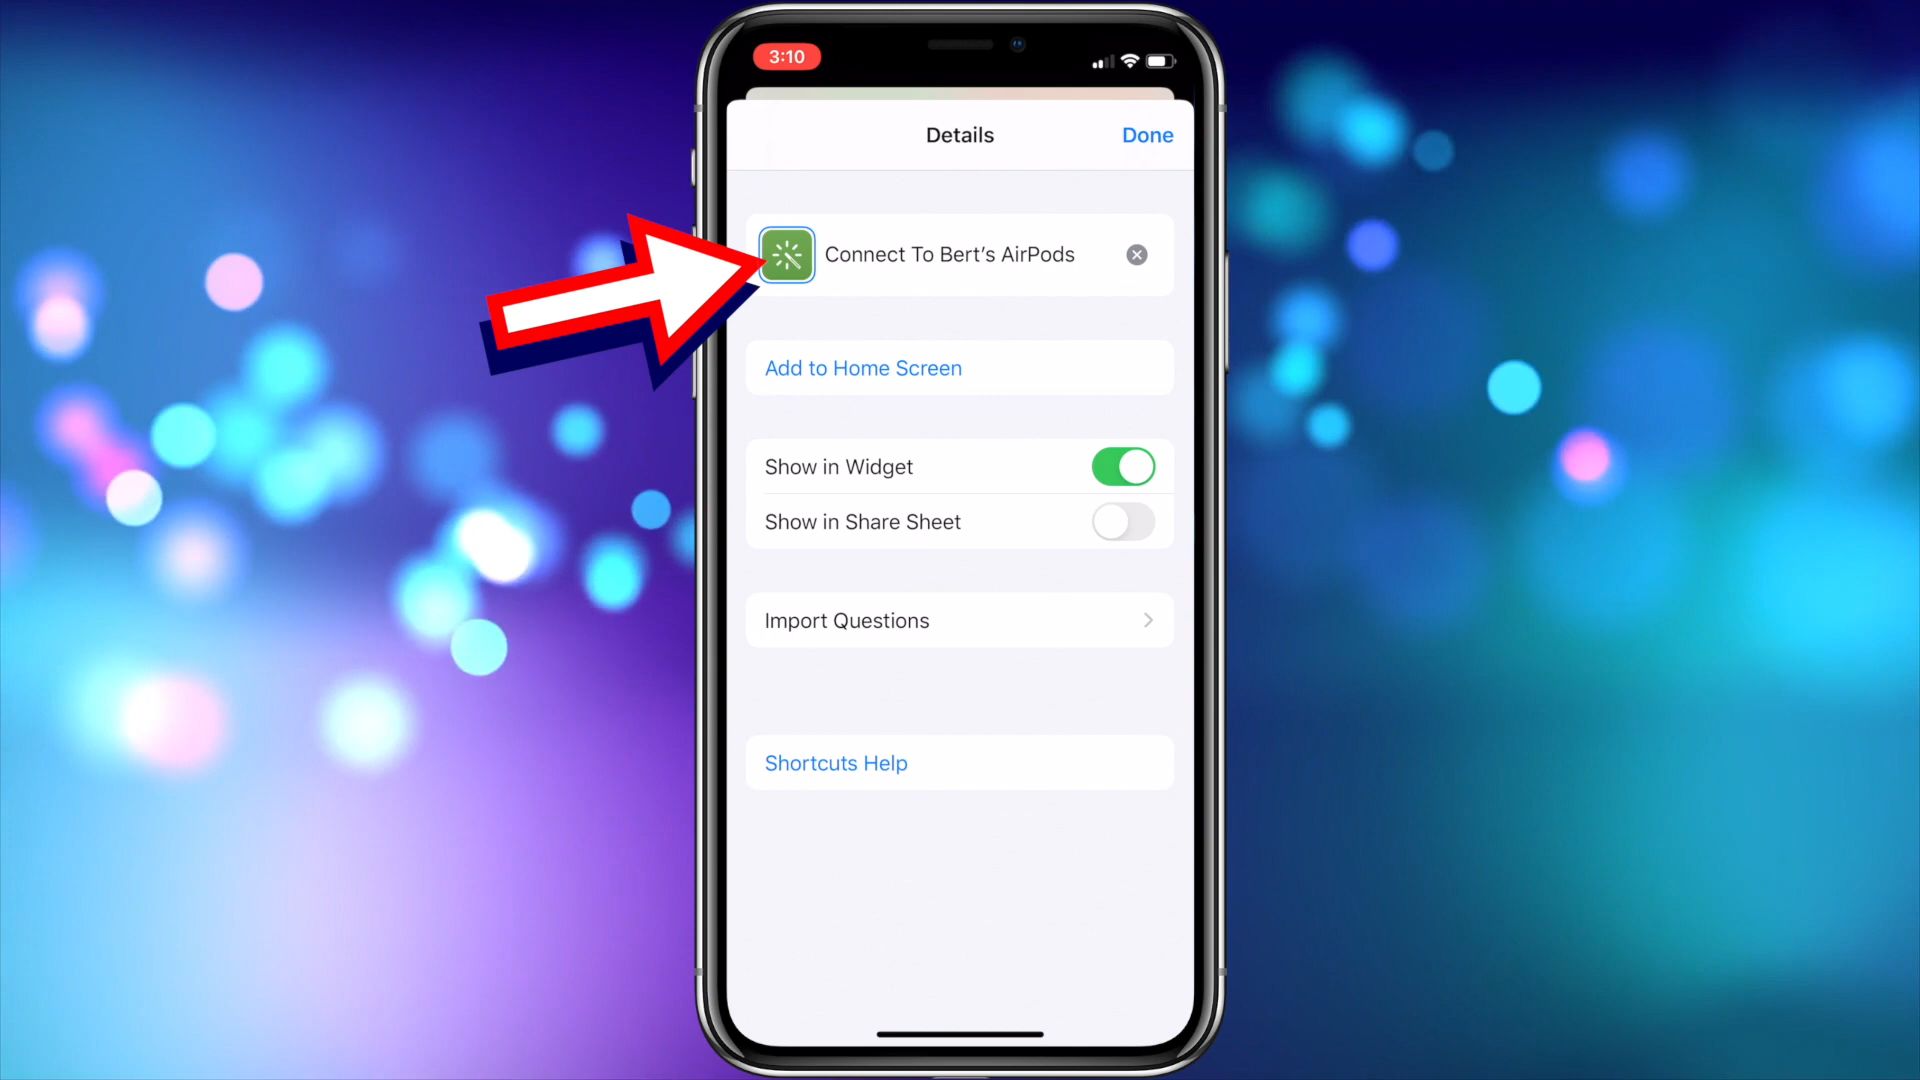 3:10
Details
Done
Connect To Bert’s AirPods
Add to Home Screen
Show in Widget
Show in Share Sheet
Import Questions
Shortcuts Help